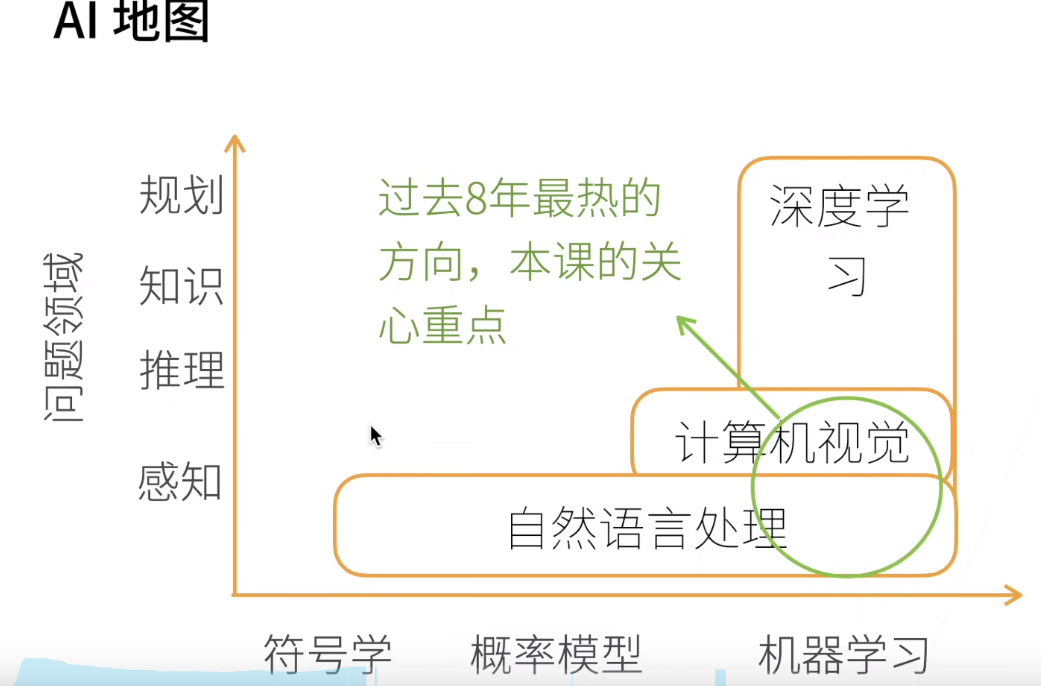 AI 地图
规划
知识
推理
感知
问题领域
过去8年最热的
方向，本课的关
心重点
深度学
习
计算机视觉
自然语言处理
符号学
概率模型
机器学习